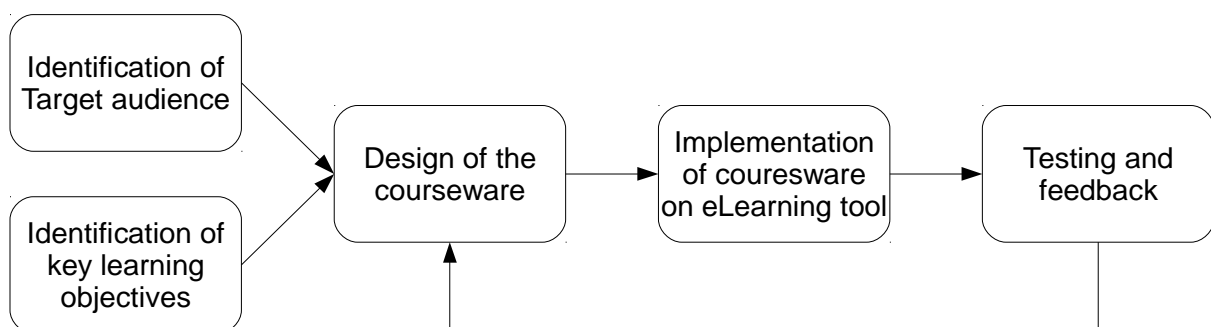 Identification of
Target audience
Identification of
key learning
objectives
Design of the
courseware
Implementation
of couresware
on eLearning tool
Testing and
feedback